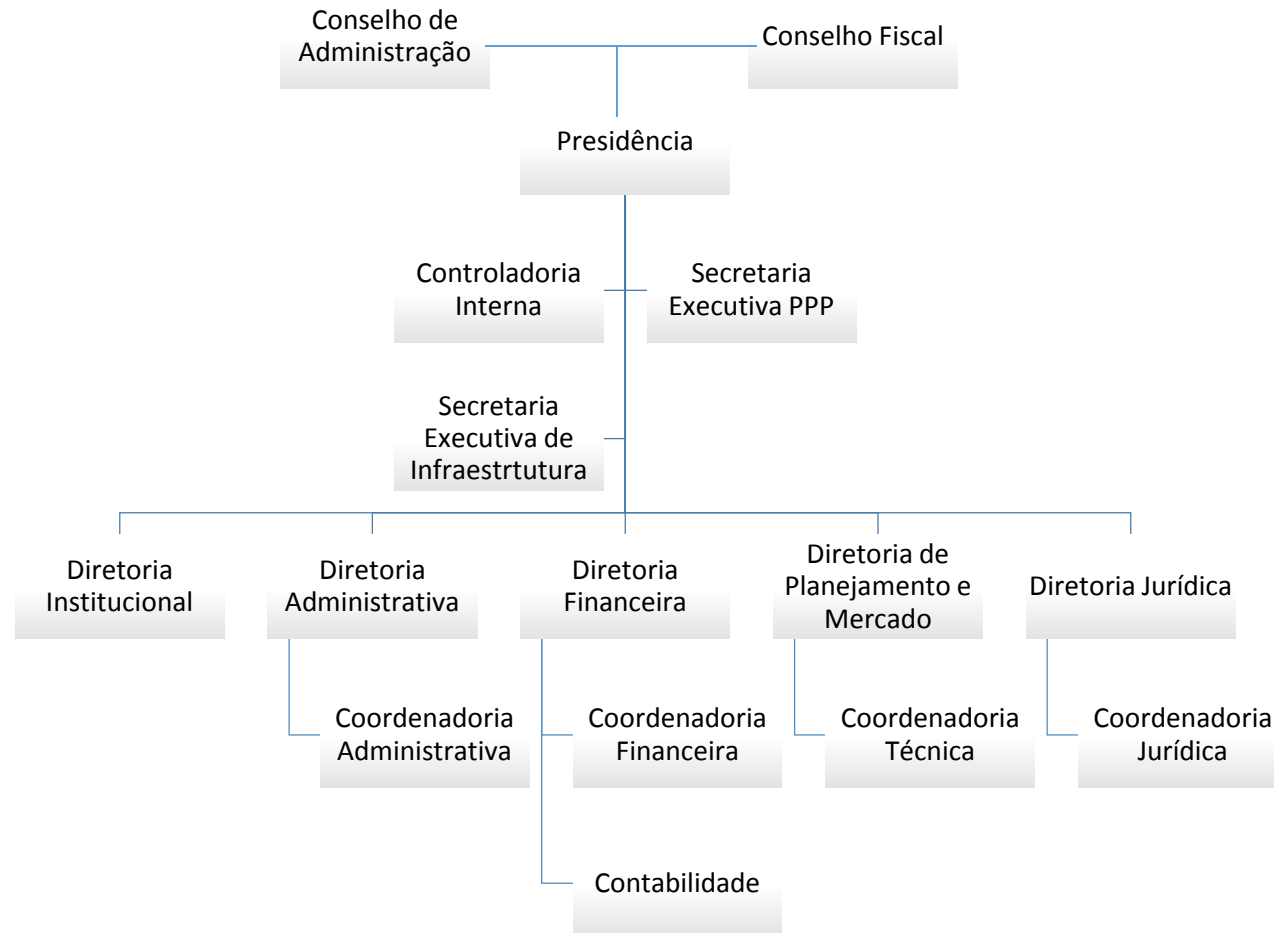 Conselho de
Administração
Conselho Fiscal
Presidência
Controladoria
Interna
Secretaria
Executiva PPP
Secretaria
Executiva de
Infraestrtutura
Diretoria
Institucional
Diretoria
Administrativa
Diretoria
Financeira
Diretoria de
Planejamento e
Mercado
Diretoria Jurídica
Coordenadoria
Administrativa
Coordenadoria
Financeira
Coordenadoria
Técnica
Coordenadoria
Jurídica
Contabilidade